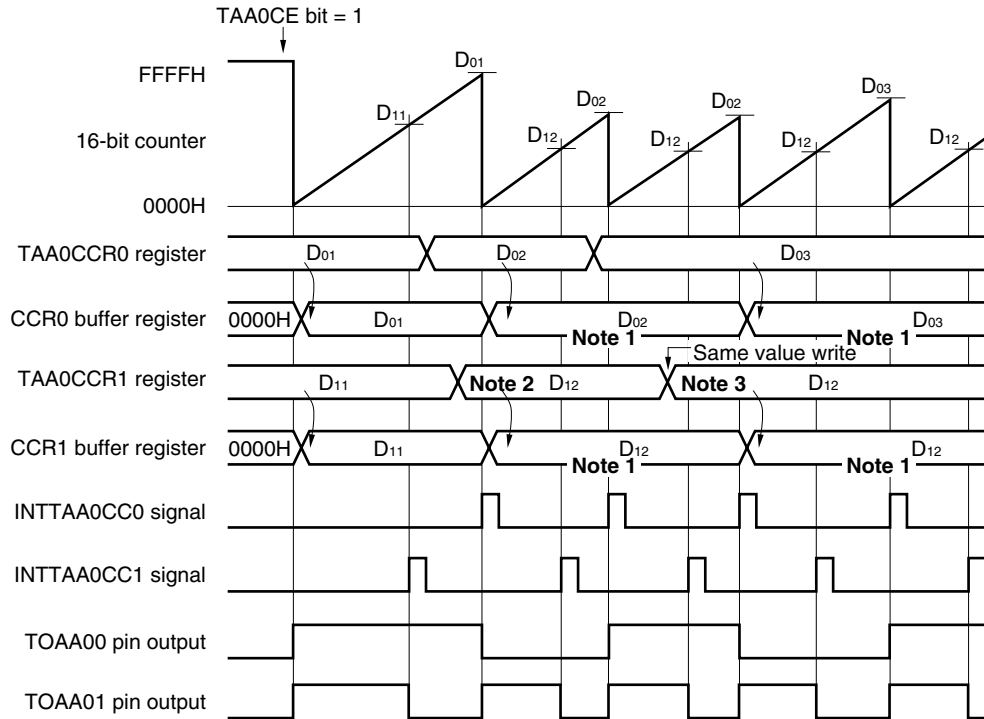 TAA0CE bit = 1
FFFFH
D01
D11
D02
D02
D03
16-bit counter
D12
D12
D12
D12
0000H
TAA0CCR0 register
D01
D02
D03
CCR0 buffer register
0000H
D01
D02
D03
Note 1
Note 1
Same value write
TAA0CCR1 register
D11
Note 2
D12
Note 3
D12
CCR1 buffer register
0000H
D11
D12
D12
Note 1
Note 1
INTTAA0CC0 signal
INTTAA0CC1 signal
TOAA00 pin output
TOAA01 pin output